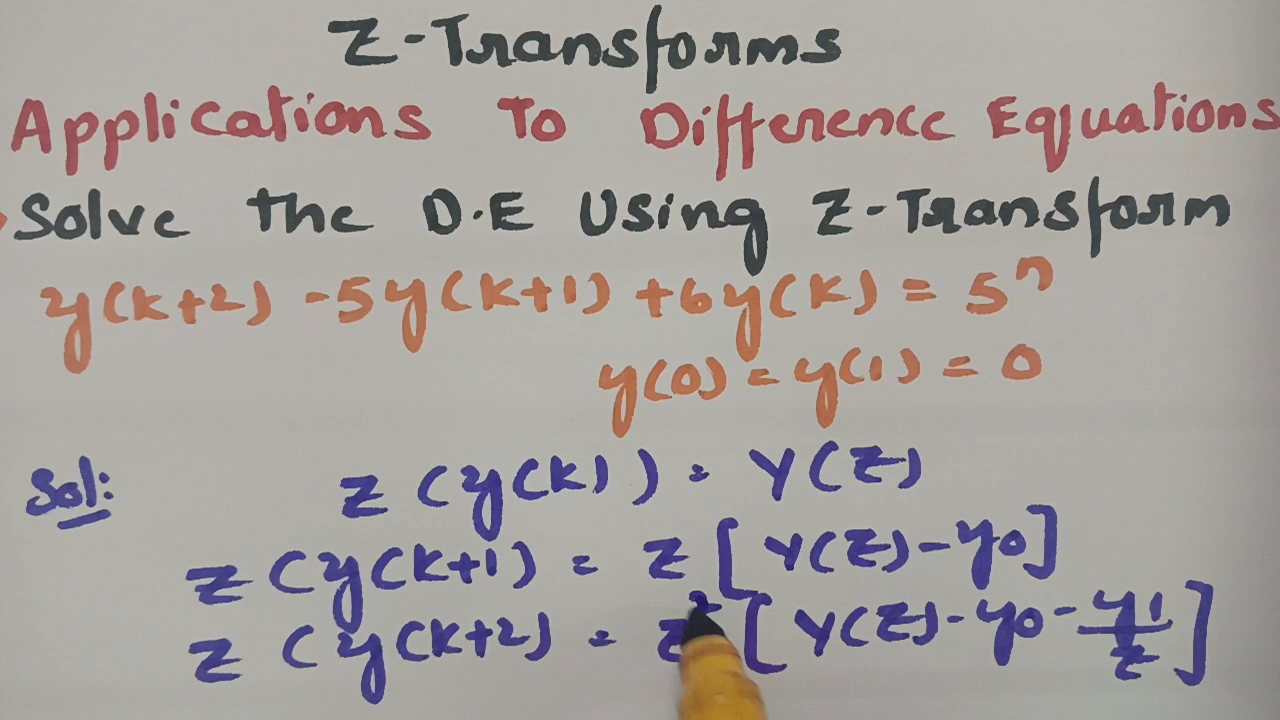 Z-Transforms
Applications To Difference Equations
Solve the D.E Using Z-Transform
y(k+2) -5y(k+1) +6y(k) = 5ⁿ
y(0) = y(1) = 0
Sol: z(y(k)) = Y(z)
z(y(k+1) = z[Y(z)-y0]
z(y(k+2) = z²[Y(z)-y0-y1/z]